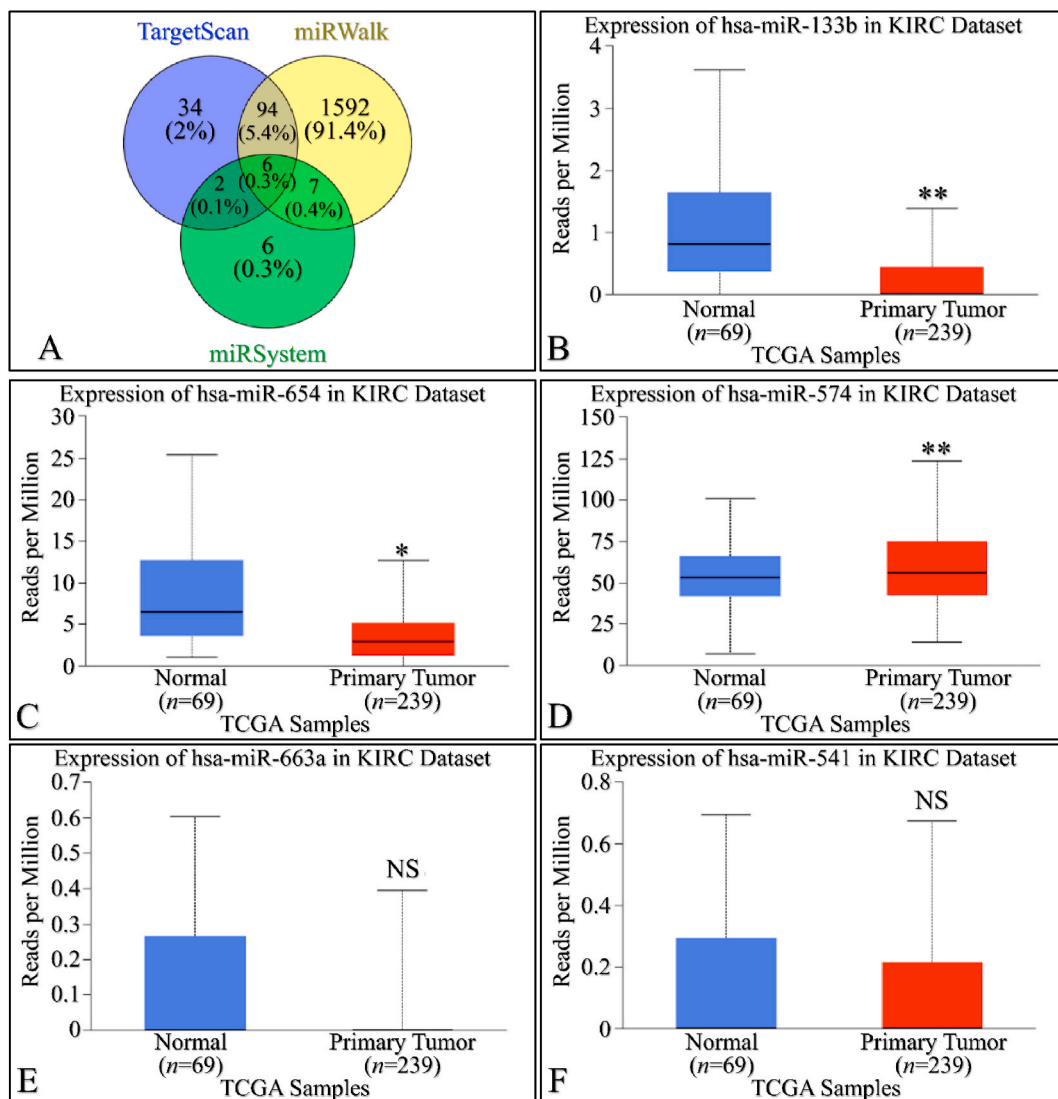 TargetScan
miRWalk
34
(2%)
94
(5.4%)
1592
(91.4%)
6
(0.3%)
2
(0.1%)
7
(0.4%)
6
(0.3%)
miRSystem
A
Expression of hsa-miR-133b in KIRC Dataset
Reads per Million
4
3
2
1
0
**
Normal
(n=69)
Primary Tumor
(n=239)
TCGA Samples
B
Expression of hsa-miR-654 in KIRC Dataset
Reads per Million
30
25
20
15
10
5
0
*
Normal
(n=69)
Primary Tumor
(n=239)
TCGA Samples
C
Expression of hsa-miR-574 in KIRC Dataset
Reads per Million
150
125
100
75
50
25
0
**
Normal
(n=69)
Primary Tumor
(n=239)
TCGA Samples
D
Expression of hsa-miR-663a in KIRC Dataset
Reads per Million
0.7
0.6
0.5
0.4
0.3
0.2
0.1
0
NS
Normal
(n=69)
Primary Tumor
(n=239)
TCGA Samples
E
Expression of hsa-miR-541 in KIRC Dataset
Reads per Million
0.8
0.6
0.4
0.2
0
NS
Normal
(n=69)
Primary Tumor
(n=239)
TCGA Samples
F